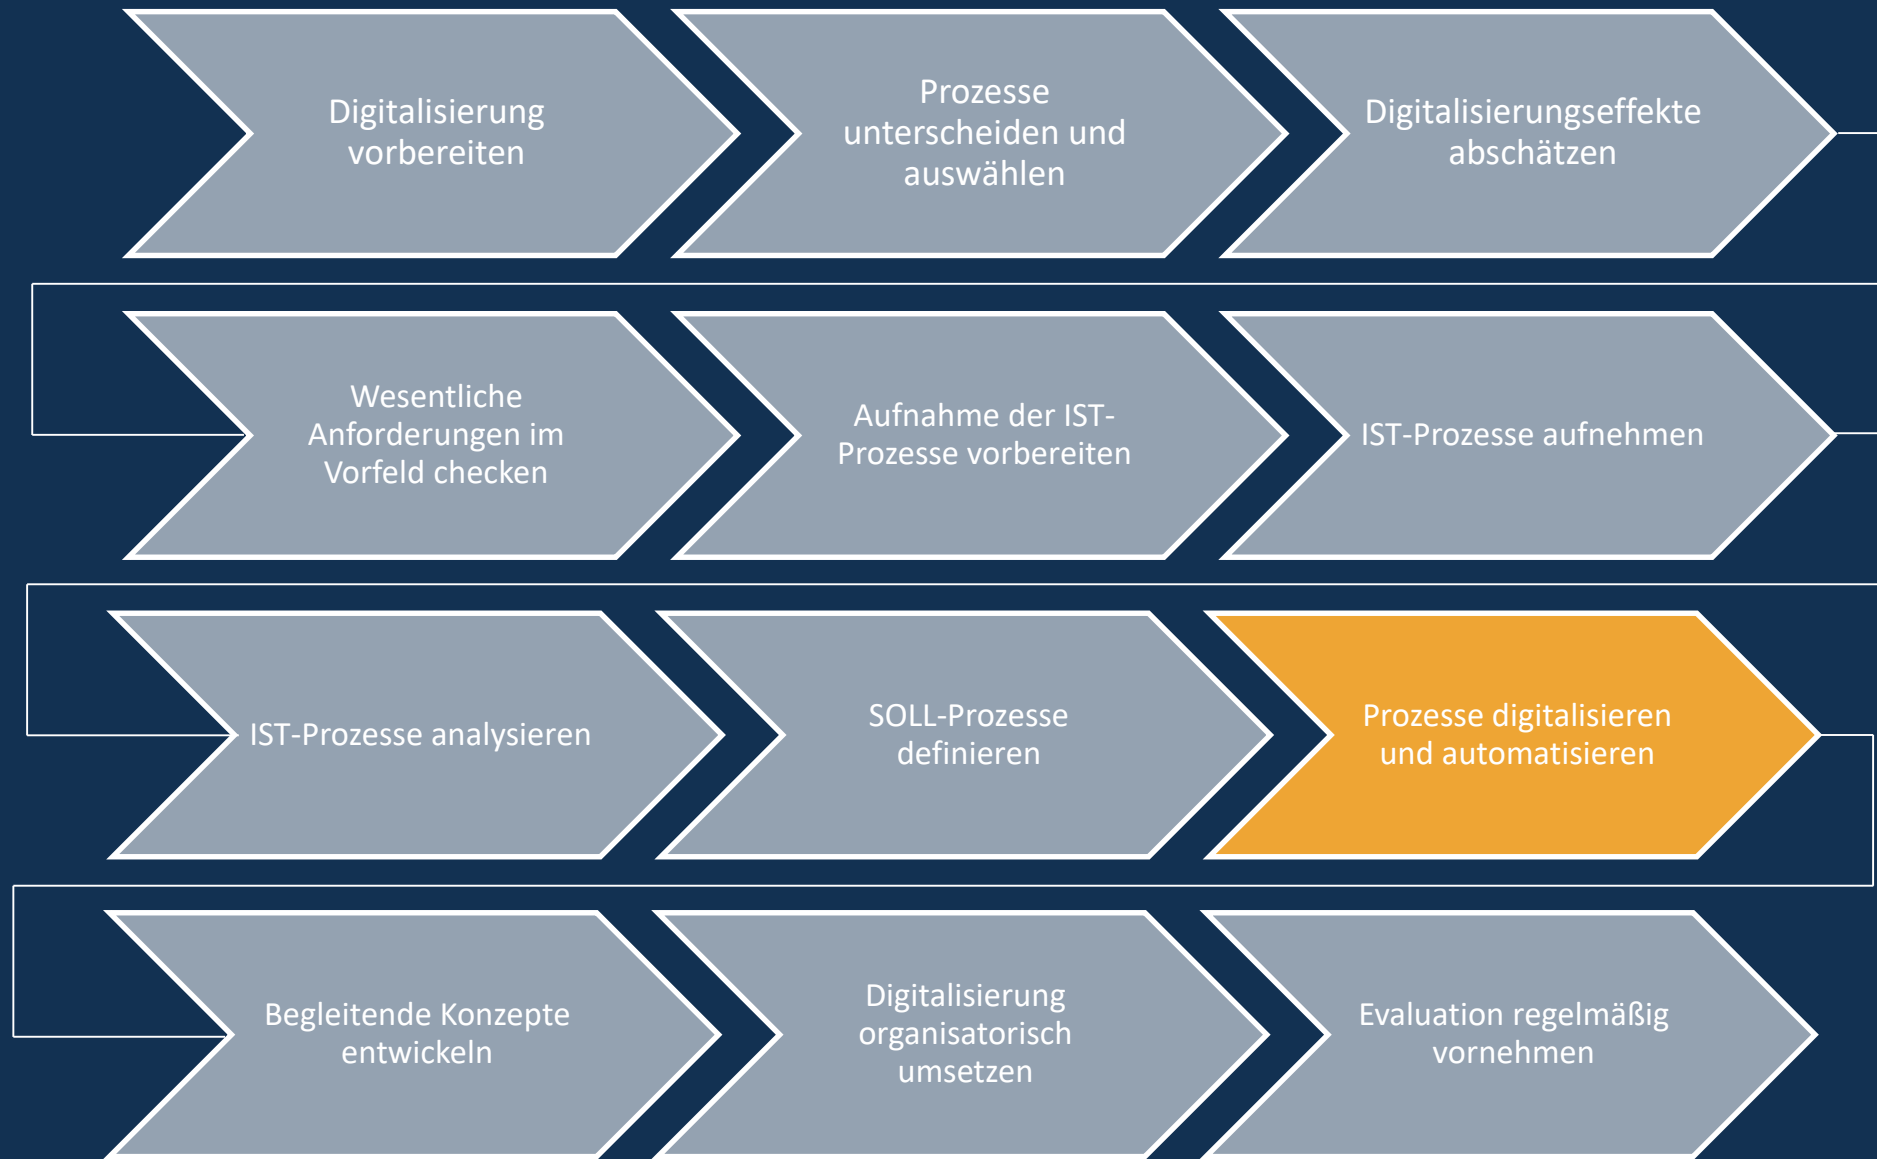 Digitalisierung
vorbereiten
Prozesse
unterscheiden und
auswählen
Digitalisierungseffekte
abschätzen
Wesentliche
Anforderungen im
Vorfeld checken
Aufnahme der IST-
Prozesse vorbereiten
IST-Prozesse aufnehmen
IST-Prozesse analysieren
SOLL-Prozesse
definieren
Prozesse digitalisieren
und automatisieren
Begleitende Konzepte
entwickeln
Digitalisierung
organisatorisch
umsetzen
Evaluation regelmäßig
vornehmen